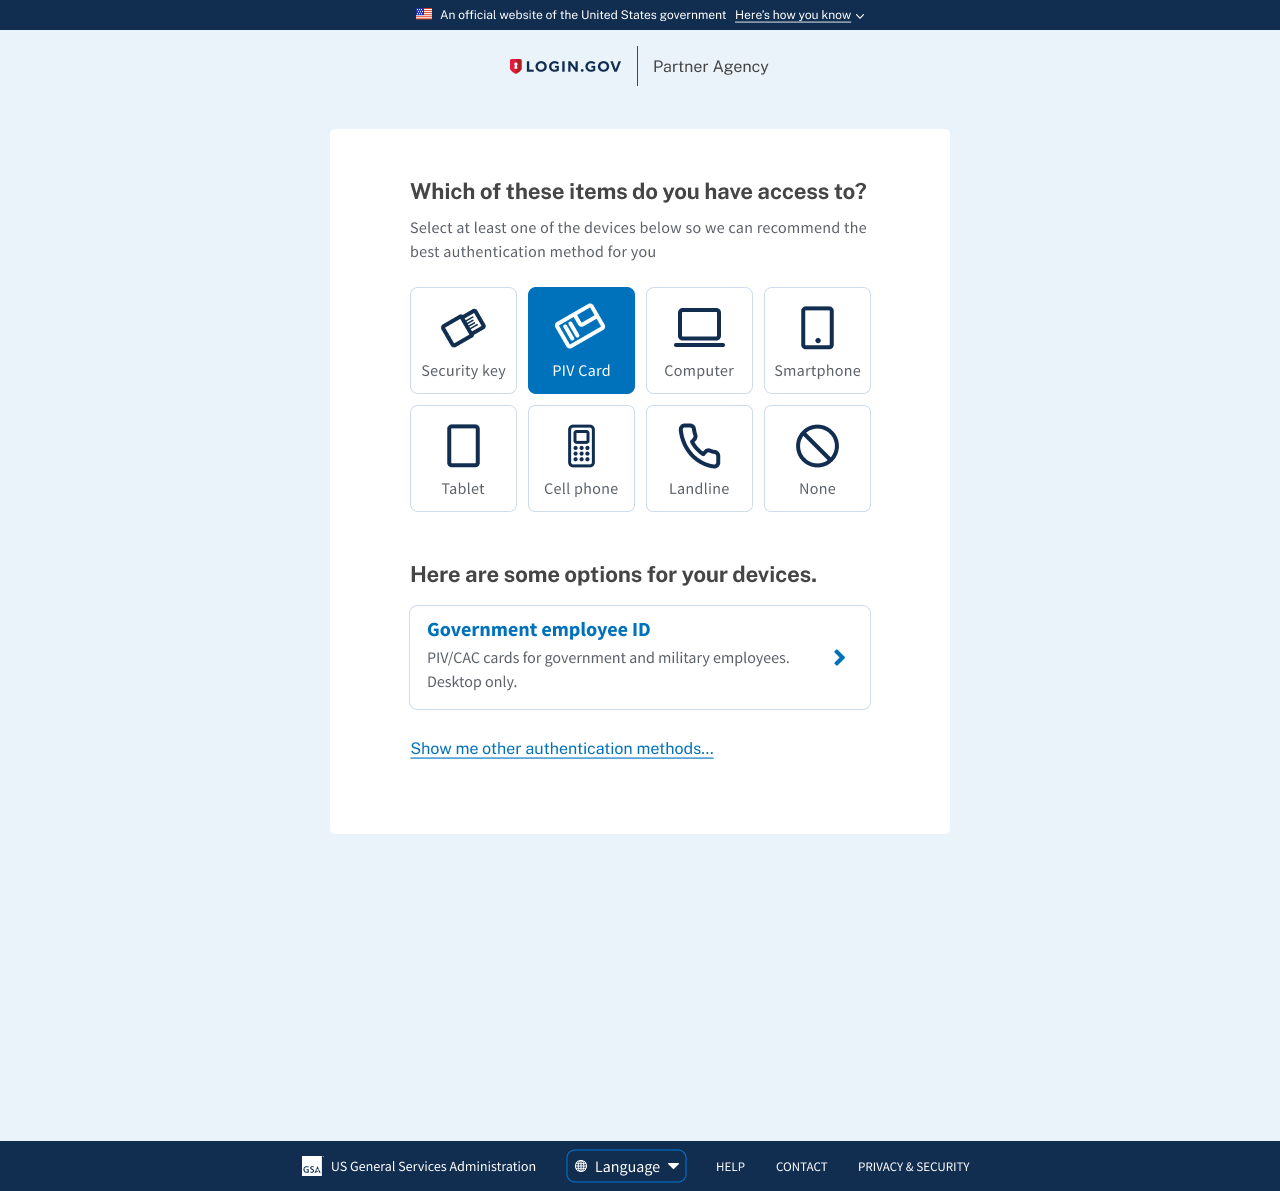 An official website of the United States government Here's how you know
LOGIN.GOV Partner Agency
Which of these items do you have access to?
Select at least one of the devices below so we can recommend the
best authentication method for you
Security key PIV Card Computer Smartphone
Tablet Cell phone Landline None
Here are some options for your devices.
Government employee ID
PIV/CAC cards for government and military employees.
Desktop only.
Show me other authentication methods...
GSA US General Services Administration Language HELP CONTACT PRIVACY & SECURITY